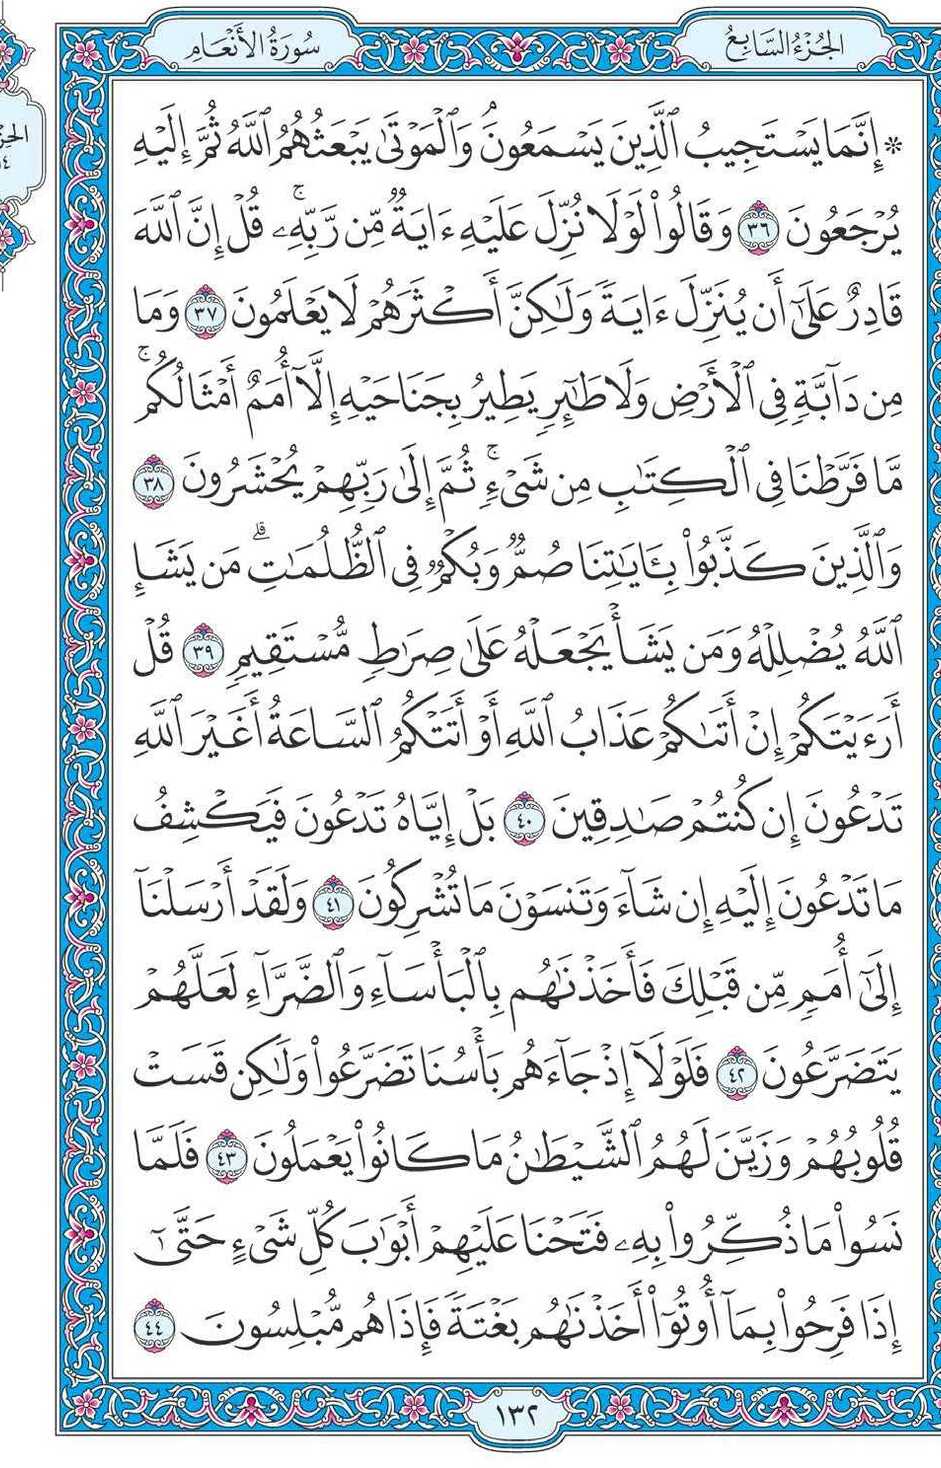 الجُزْءُ السَّابِعُ
سُورَةُ الأَنْعَام
۞ إِنَّمَا يَسْتَجِيبُ ٱلَّذِينَ يَسْمَعُونَۘ وَٱلْمَوْتَىٰ يَبْعَثُهُمُ ٱللَّهُ ثُمَّ إِلَيْهِ
يُرْجَعُونَ ٣٦ وَقَالُوا۟ لَوْلَا نُزِّلَ عَلَيْهِ ءَايَةٌ مِّن رَّبِّهِۦۚ قُلْ إِنَّ ٱللَّهَ
قَادِرٌ عَلَىٰٓ أَن يُنَزِّلَ ءَايَةً وَلَٰكِنَّ أَكْثَرَهُمْ لَا يَعْلَمُونَ ٣٧ وَمَا
مِن دَآبَّةٍ فِى ٱلْأَرْضِ وَلَا طَٰٓئِرٍ يَطِيرُ بِجَنَاحَيْهِ إِلَّآ أُمَمٌ أَمْثَالُكُمۚ
مَّا فَرَّطْنَا فِى ٱلْكِتَٰبِ مِن شَىْءٍۚ ثُمَّ إِلَىٰ رَبِّهِمْ يُحْشَرُونَ ٣٨
وَٱلَّذِينَ كَذَّبُوا۟ بِـَٔايَٰتِنَا صُمٌّ وَبُكْمٌ فِى ٱلظُّلُمَٰتِۗ مَن يَشَإِ
ٱللَّهُ يُضْلِلْهُ وَمَن يَشَأْ يَجْعَلْهُ عَلَىٰ صِرَٰطٍ مُّسْتَقِيمٍ ٣٩ قُلْ
أَرَءَيْتَكُمْ إِنْ أَتَىٰكُمْ عَذَابُ ٱللَّهِ أَوْ أَتَتْكُمُ ٱلسَّاعَةُ أَغَيْرَ ٱللَّهِ
تَدْعُونَ إِن كُنتُمْ صَٰدِقِينَ ٤٠ بَلْ إِيَّاهُ تَدْعُونَ فَيَكْشِفُ
مَا تَدْعُونَ إِلَيْهِ إِن شَآءَ وَتَنسَوْنَ مَا تُشْرِكُونَ ٤١ وَلَقَدْ أَرْسَلْنَآ
إِلَىٰٓ أُمَمٍ مِّن قَبْلِكَ فَأَخَذْنَٰهُم بِٱلْبَأْسَآءِ وَٱلضَّرَّآءِ لَعَلَّهُمْ
يَتَضَرَّعُونَ ٤٢ فَلَوْلَآ إِذْ جَآءَهُم بَأْسُنَا تَضَرَّعُوا۟ وَلَٰكِن قَسَتْ
قُلُوبُهُمْ وَزَيَّنَ لَهُمُ ٱلشَّيْطَٰنُ مَا كَانُوا۟ يَعْمَلُونَ ٤٣ فَلَمَّا
نَسُوا۟ مَا ذُكِّرُوا۟ بِهِۦ فَتَحْنَا عَلَيْهِمْ أَبْوَٰبَ كُلِّ شَىْءٍ حَتَّىٰٓ
إِذَا فَرِحُوا۟ بِمَآ أُوتُوٓا۟ أَخَذْنَٰهُم بَغْتَةً فَإِذَا هُم مُّبْلِسُونَ ٤٤
١٣٢